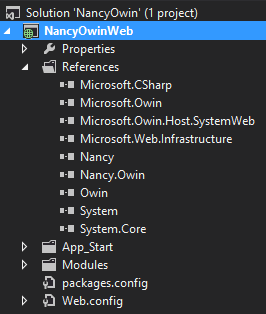 Solution 'NancyOwin' (1 project)
NancyOwinWeb
Properties
References
Microsoft.CSharp
Microsoft.Owin
Microsoft.Owin.Host.SystemWeb
Microsoft.Web.Infrastructure
Nancy
Nancy.Owin
Owin
System
System.Core
App_Start
Modules
packages.config
Web.config